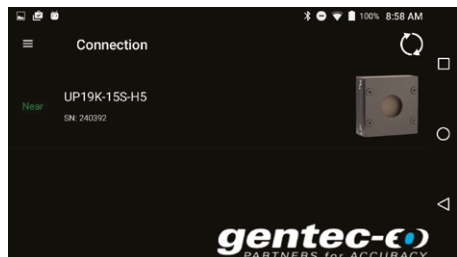 100% 8:58 AM
Connection
Near
UP19K-15S-H5
SN: 240392
gentec-eo
PARTNERS for ACCURACY